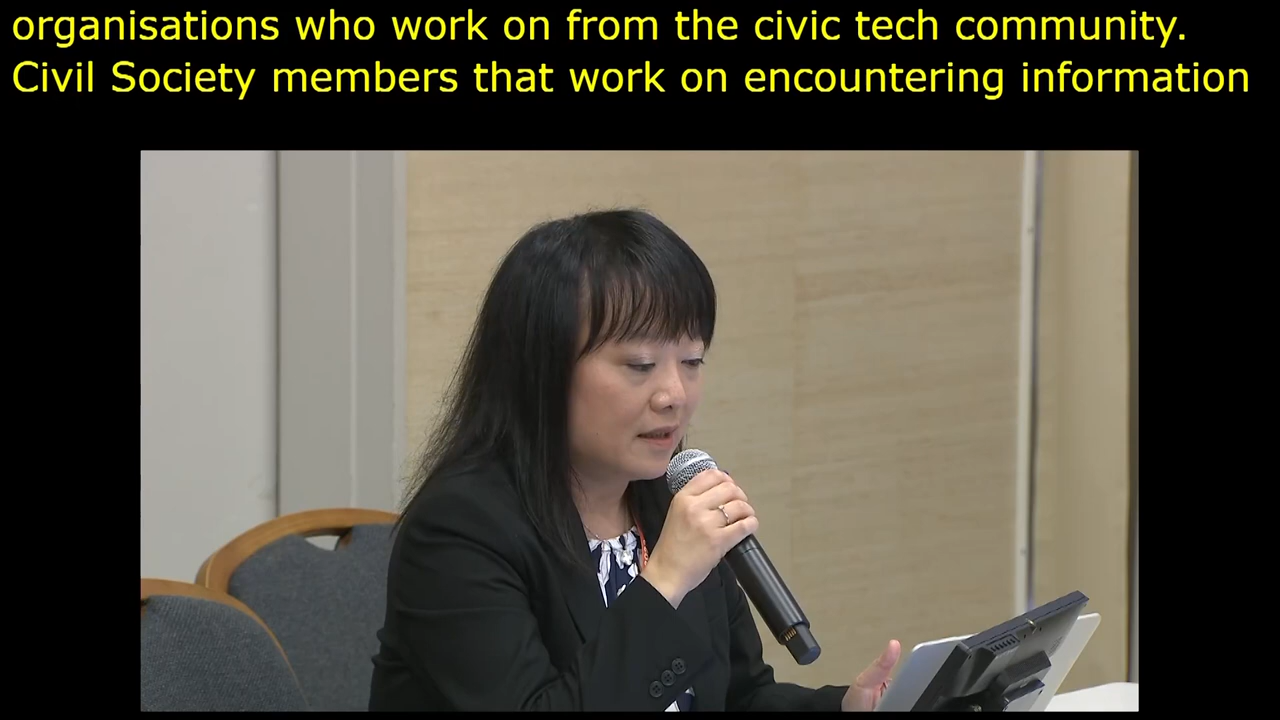 organisations who work on from the civic tech community.
Civil Society members that work on encountering information